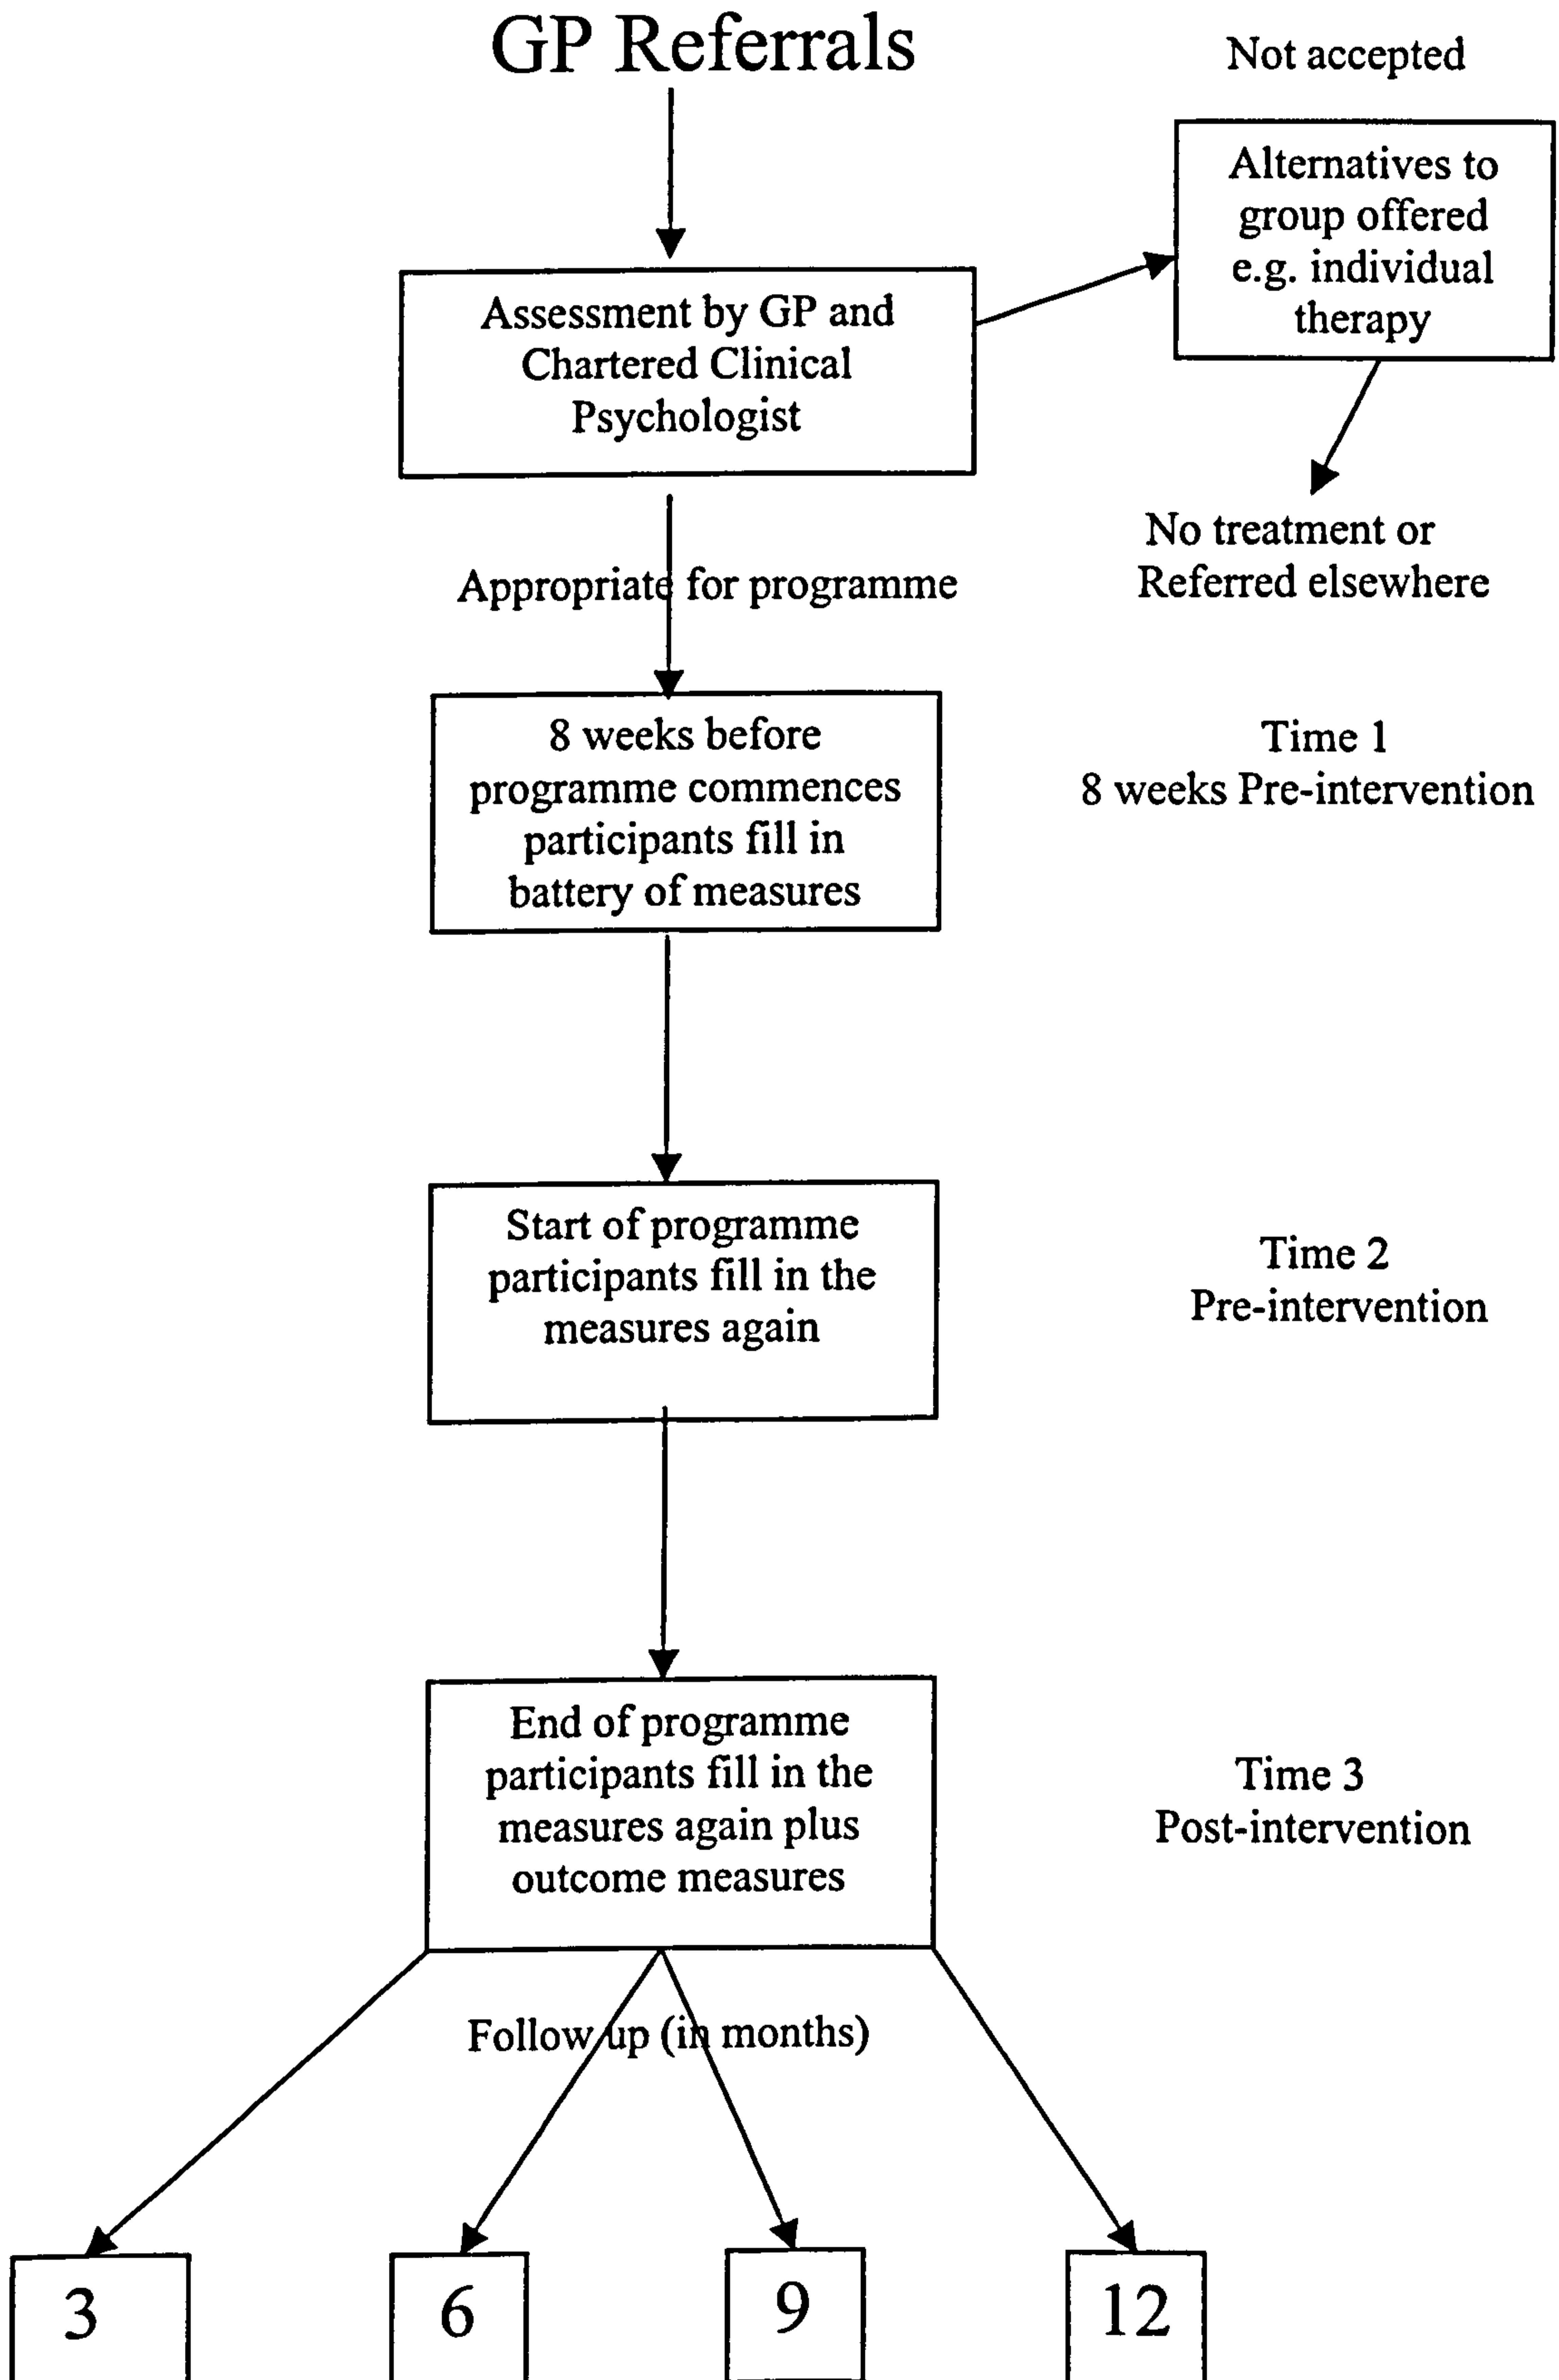 GP Referrals
Not accepted
Alternatives to
group offered
e.g. individual
therapy
Assessment by GP and
Chartered Clinical
Psychologist
No treatment or
Referred elsewhere
Appropriate for programme
8 weeks before
programme commences
participants fill in
battery of measures
Time 1
8 weeks Pre-intervention
Start of programme
participants fill in the
measures again
Time 2
Pre-intervention
End of programme
participants fill in the
measures again plus
outcome measures
Time 3
Post-intervention
Follow up (in months)
3
6
9
12